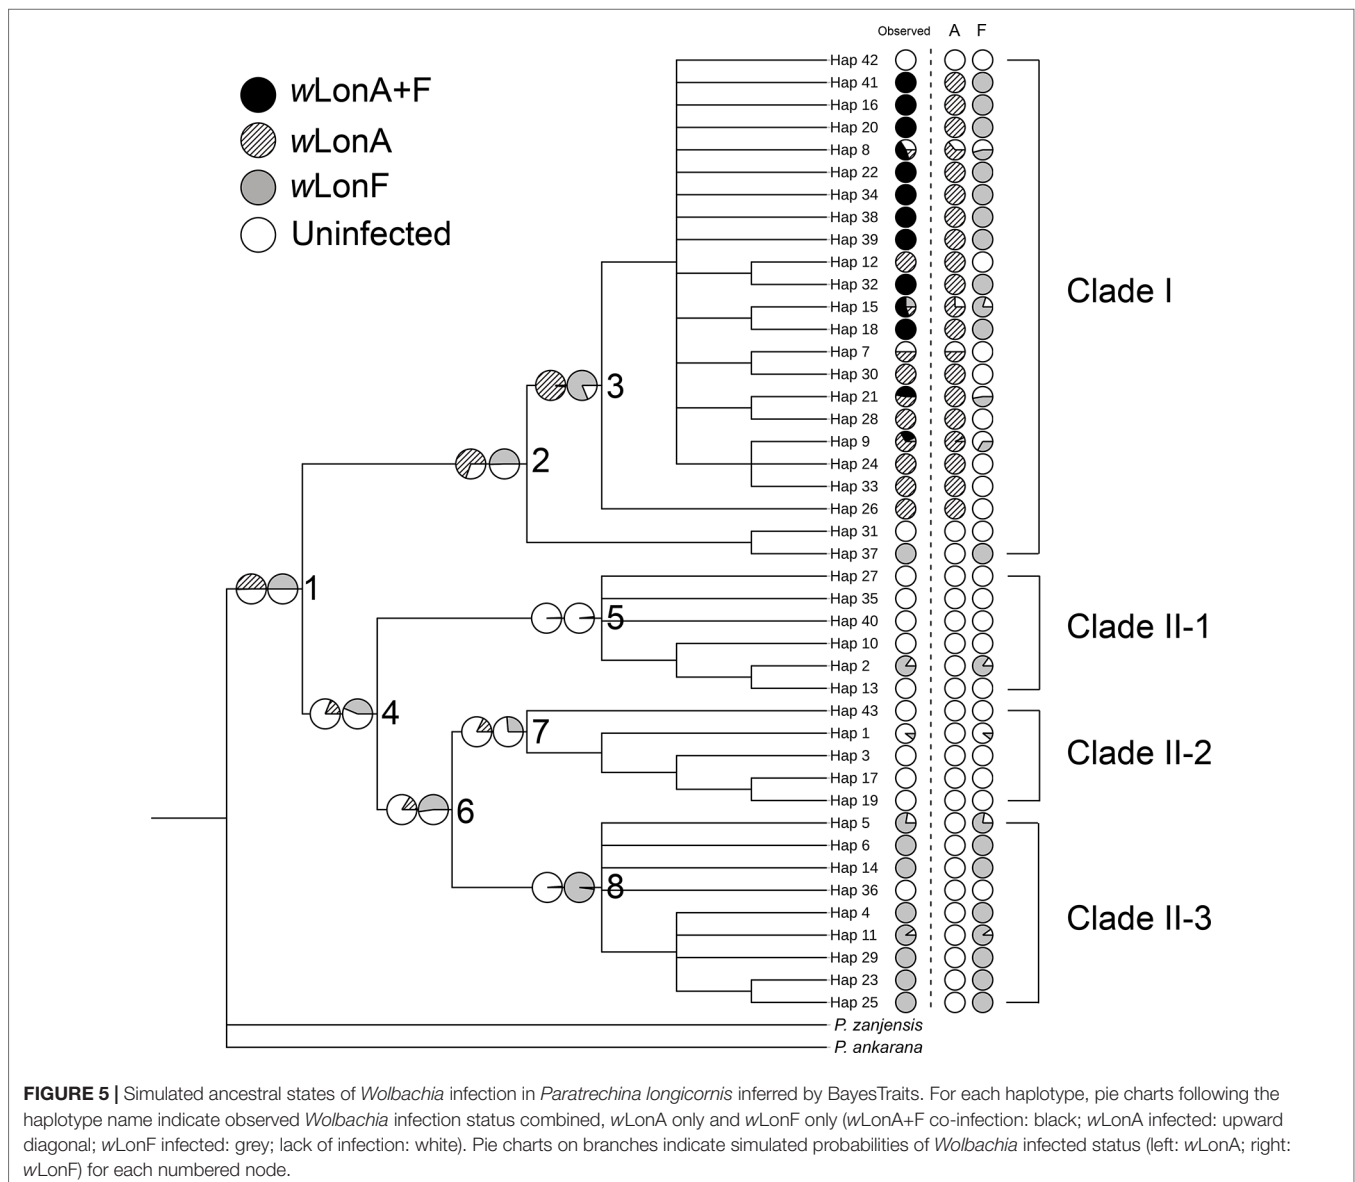 Observed A F
wLonA+F
wLonA
wLonF
Uninfected
Hap 42
Hap 41
Hap 16
Hap 20
Hap 8
Hap 22
Hap 34
Hap 38
Hap 39
Hap 12
Hap 32
Hap 15
Hap 18
Hap 7
Hap 30
Hap 21
Hap 28
Hap 9
Hap 24
Hap 33
Hap 26
Hap 31
Hap 37
Hap 27
Hap 35
Hap 40
Hap 10
Hap 2
Hap 13
Hap 43
Hap 1
Hap 3
Hap 17
Hap 19
Hap 5
Hap 6
Hap 14
Hap 36
Hap 4
Hap 11
Hap 29
Hap 23
Hap 25
P. zanjensis
P. ankarana
1
2
3
4
5
6
7
8
Clade I
Clade II-1
Clade II-2
Clade II-3
FIGURE 5 | Simulated ancestral states of Wolbachia infection in Paratrechina longicornis inferred by BayesTraits. For each haplotype, pie charts following the
haplotype name indicate observed Wolbachia infection status combined, wLonA only and wLonF only (wLonA+F co-infection: black; wLonA infected: upward
diagonal; wLonF infected: grey; lack of infection: white). Pie charts on branches indicate simulated probabilities of Wolbachia infected status (left: wLonA; right:
wLonF) for each numbered node.